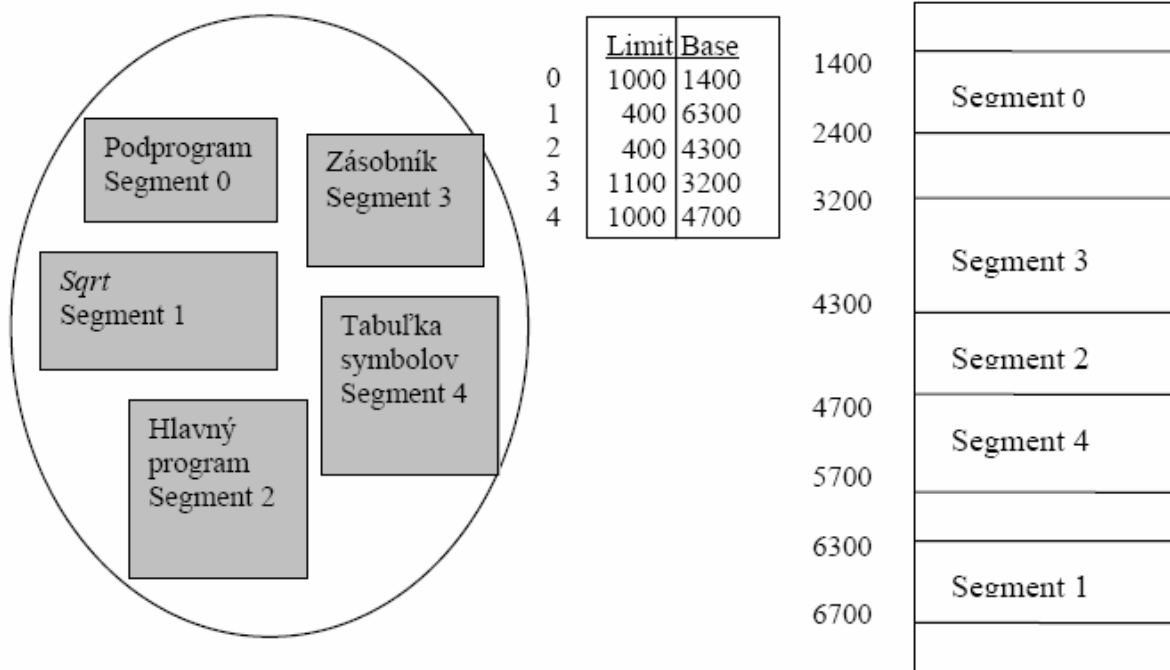 Podprogram
Segment 0
Zásobník
Segment 3
Sqrt
Segment 1
Tabuľka
symbolov
Segment 4
Hlavný
program
Segment 2
Limit Base
0 1000 1400
1 400 6300
2 400 4300
3 1100 3200
4 1000 4700
1400
Segment 0
2400
3200
Segment 3
4300
Segment 2
4700
Segment 4
5700
6300
Segment 1
6700